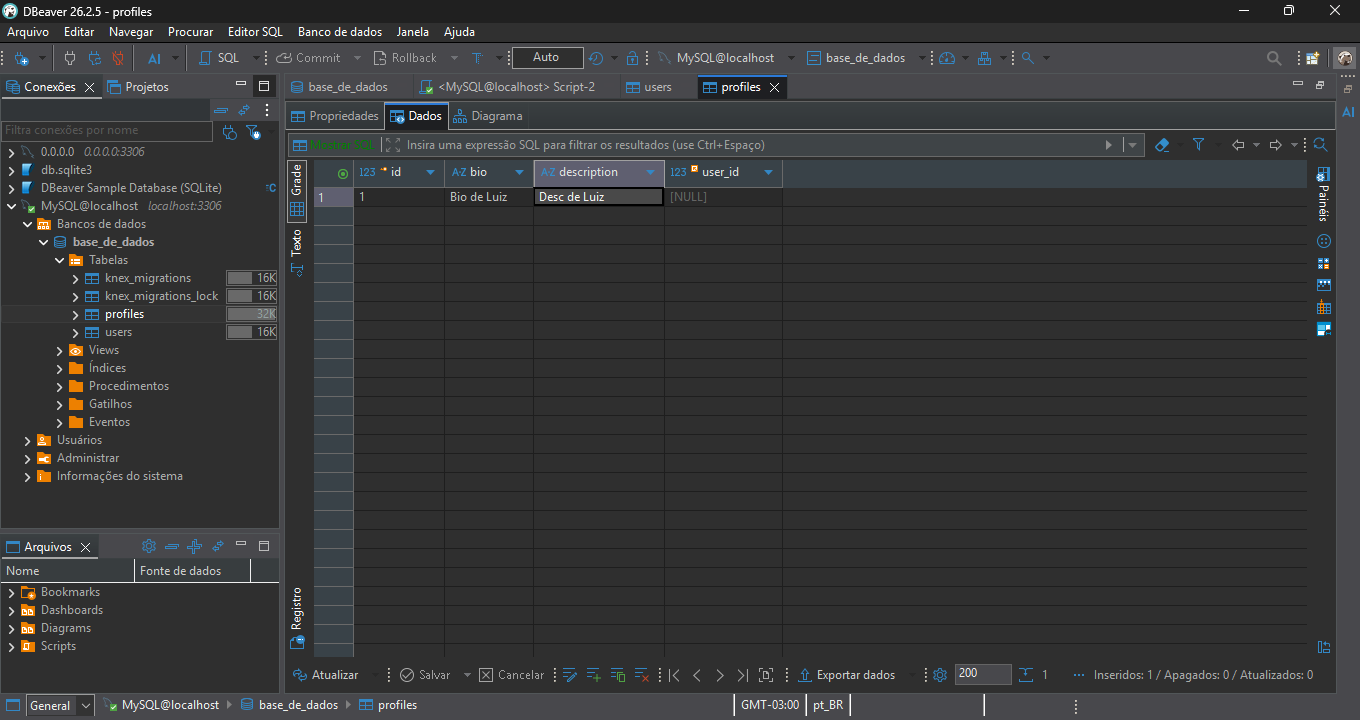 DBeaver 26.2.5 - profiles
Arquivo Editar Navegar Procurar Editor SQL Banco de dados Janela Ajuda
AI SQL Commit Rollback T Auto MySQL@localhost base_de_dados
Conexões Projetos
base_de_dados <MySQL@localhost> Script-2 users profiles
AI
Propriedades Dados Diagrama
Filtra conexões por nome
Mostrar SQL Insira uma expressão SQL para filtrar os resultados (use Ctrl+Espaço)
0.0.0.0 0.0.0.0:3306
db.sqlite3
DBeaver Sample Database (SQLite)
MySQL@localhost localhost:3306
Bancos de dados
base_de_dados
Tabelas
knex_migrations 16K
knex_migrations_lock 16K
profiles 32K
users 16K
Views
Índices
Procedimentos
Gatilhos
Eventos
Usuários
Administrar
Informações do sistema
Grade
Texto
Registro
123 id A-Z bio A-Z description 123 user_id
1 1 Bio de Luiz Desc de Luiz [NULL]
Painéis
Arquivos
Nome Fonte de dados
Bookmarks
Dashboards
Diagrams
Scripts
Atualizar Salvar Cancelar Exportar dados 200 1 ... Inseridos: 1 / Apagados: 0 / Atualizados: 0
General MySQL@localhost base_de_dados profiles GMT-03:00 pt_BR